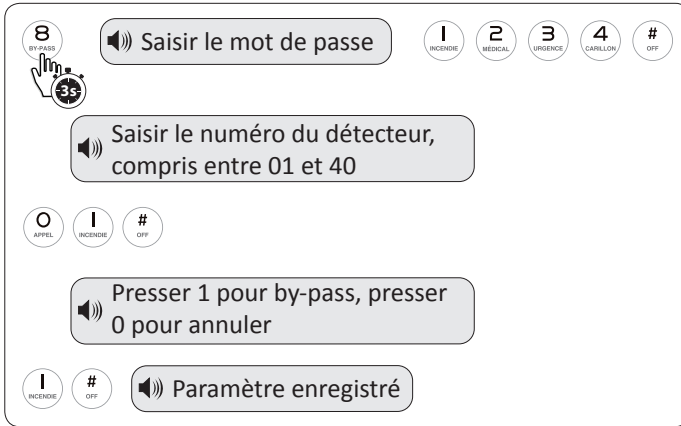 8 Saisir le mot de passe 1 2 3 4 #
BY-PASS INCENDIE MÉDICAL URGENCE CARILLON OFF
3s
Saisir le numéro du détecteur,
compris entre 01 et 40
0 1 #
APPEL INCENDIE OFF
Presser 1 pour by-pass, presser
0 pour annuler
1 # Paramètre enregistré
INCENDIE OFF